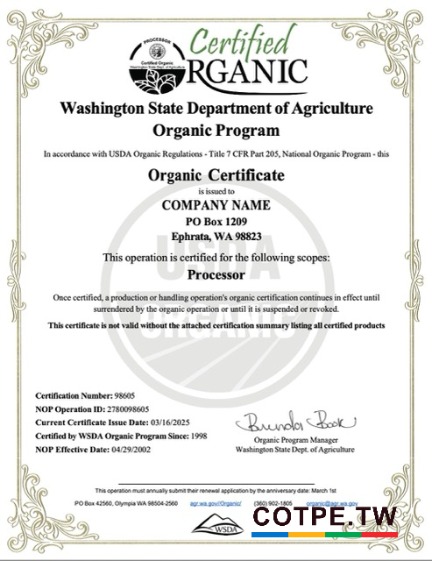 PROCESSOR
Certified Organic
Certified
ORGANIC
Washington State Department of Agriculture
Organic Program
In accordance with USDA Organic Regulations - Title 7 CFR Part 205, National Organic Program - this
Organic Certificate
is issued to
COMPANY NAME
PO Box 1209
Ephrata, WA 98823
This operation is certified for the following scopes:
Processor
USDA
ORGANIC
Once certified, a production or handling operation's organic certification continues in effect until
surrendered by the organic operation or until it is suspended or revoked.
This certificate is not valid without the attached certification summary listing all certified products
Certification Number: 98605
NOP Operation ID: 2780098605
Current Certificate Issue Date: 03/16/2025
Certified by WSDA Organic Program Since: 1998
NOP Effective Date: 04/29/2002
Brenda Book
Organic Program Manager
Washington State Dept. of Agriculture
This operation must annually submit their renewal application by the anniversary date: March 1st
PO Box 42560, Olympia WA 98504-2560 agr.wa.gov/Organic/ (360) 902-1805 organic@agr.wa.gov
WSDA
COTPE.TW